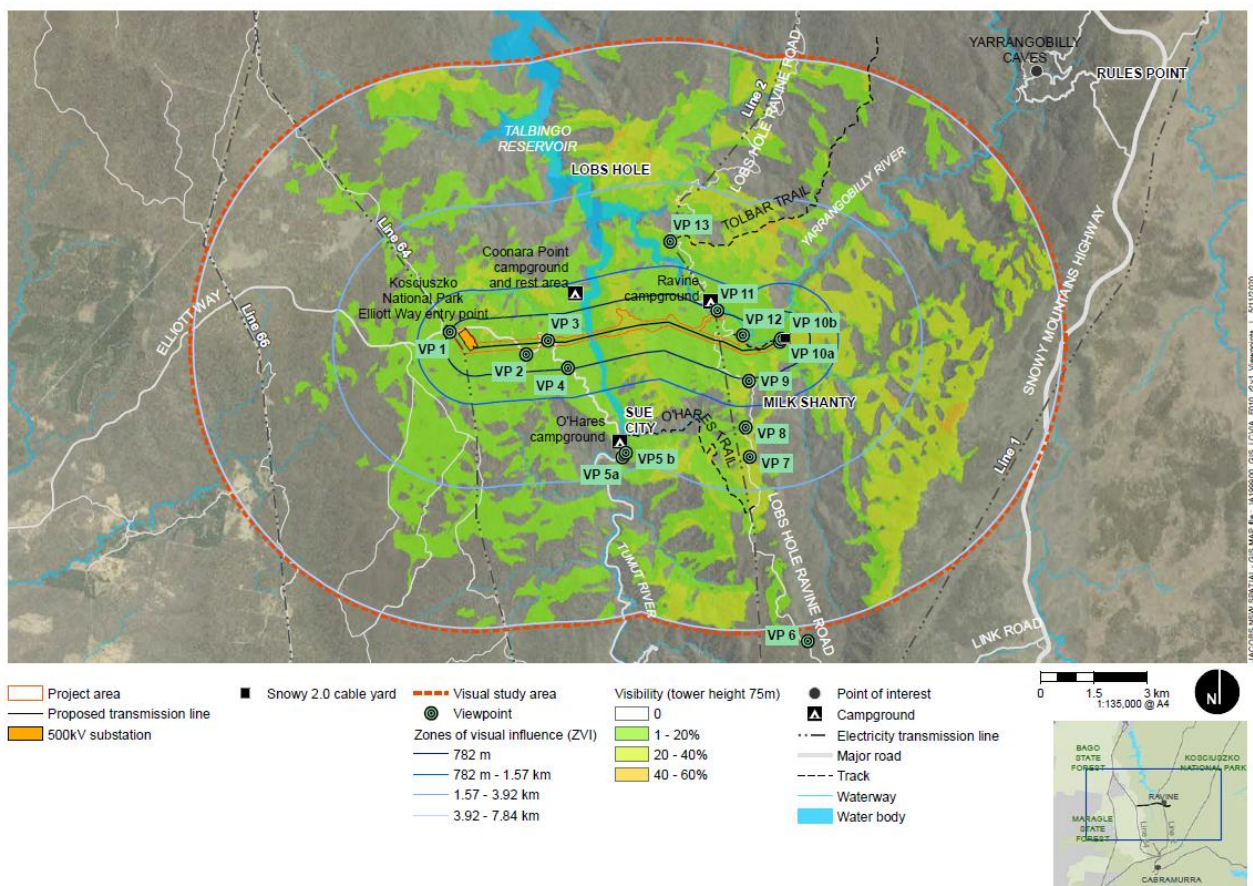 YARRANGOBILLY
CAVES
RULES POINT
Line 2
LOBS HOLE RAVINE ROAD
TALBINGO
RESERVOIR
LOBS HOLE
YARRANGOBILLY RIVER
TOLBAR TRAIL
VP 13
Line 64
Coonara Point
campground
and rest area
Ravine
campground
SNOWY MOUNTAINS HIGHWAY
Kosciuszko
National Park
Elliott Way entry point
ELLIOTT WAY
Line 66
VP 11
VP 3
VP 12
VP 10b
VP 1
VP 10a
VP 2
VP 4
VP 9
MILK SHANTY
SUE
CITY
O'HARES TRAIL
O'Hares
campground
VP 8
VP5 b
VP 7
VP 5a
Line 1
LOBS HOLE RAVINE ROAD
TUMUT RIVER
VP 6
LINK ROAD
Project area
Proposed transmission line
500kV substation
Snowy 2.0 cable yard
Visual study area
Viewpoint
Zones of visual influence (ZVI)
782 m
782 m - 1.57 km
1.57 - 3.92 km
3.92 - 7.84 km
Visibility (tower height 75m)
0
1 - 20%
20 - 40%
40 - 60%
Point of interest
Campground
Electricity transmission line
Major road
Track
Waterway
Water body
0 1.5 3 km
1:135,000 @ A4
N
BAGO
STATE
FOREST
KOSCIUSZKO
NATIONAL PARK
RAVINE
MARAGLE
STATE
FOREST
Line 64
Line 2
CABRAMURRA